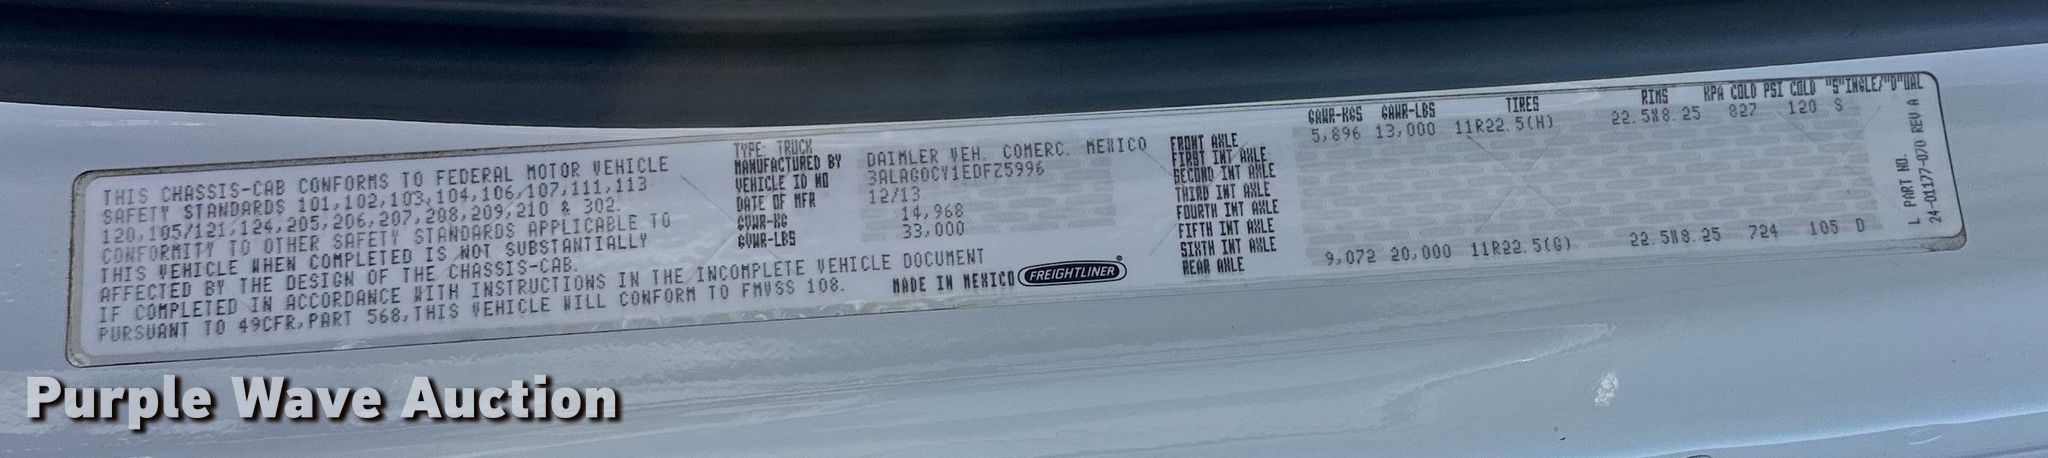 THIS CHASSIS-CAB CONFORMS TO FEDERAL MOTOR VEHICLE
SAFETY STANDARDS 101,102,103,104,106,107,111,113
120,105/121,124,205,206,207,208,209,210 & 302.
CONFORMITY TO OTHER SAFETY STANDARDS APPLICABLE TO
THIS VEHICLE WHEN COMPLETED IS NOT SUBSTANTIALLY
AFFECTED BY THE DESIGN OF THE CHASSIS-CAB.
IF COMPLETED IN ACCORDANCE WITH INSTRUCTIONS IN THE INCOMPLETE VEHICLE DOCUMENT
PURSUANT TO 49CFR,PART 568,THIS VEHICLE WILL CONFORM TO FMVSS 108.
TYPE: TRUCK
MANUFACTURED BY DAIMLER VEH. COMERC. MEXICO
VEHICLE ID NO 3ALAG0CY1EDFZ5996
DATE OF MFR 12/13
GVWR-KG 14,968
GVWR-LBS 33,000
MADE IN MEXICO FREIGHTLINER
GAWR-KGS GAWR-LBS TIRES RIMS KPA COLD PSI COLD "S"INGLE/"D"UAL
FRONT AXLE 5,896 13,000 11R22.5(H) 22.5X8.25 827 120 S
FIRST INT AXLE
SECOND INT AXLE
THIRD INT AXLE
FOURTH INT AXLE
FIFTH INT AXLE
SIXTH INT AXLE
REAR AXLE 9,072 20,000 11R22.5(G) 22.5X8.25 724 105 D
L PART NO.
24-01177-070 REV A
Purple Wave Auction